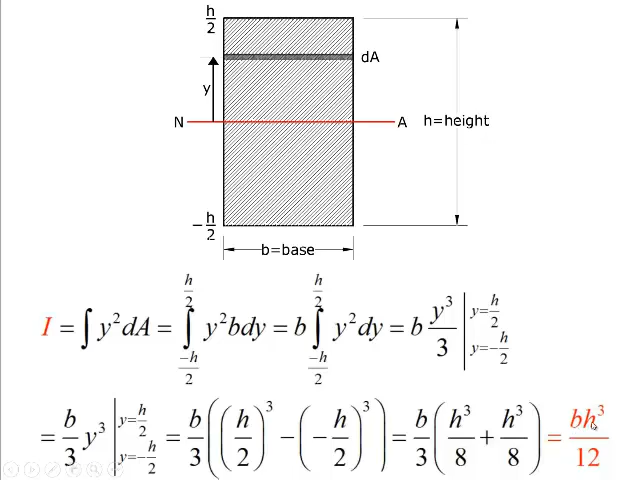 h/2
dA
y
N A h=height
-h/2
b=base
I = ∫ y²dA = ∫_{-h/2}^{h/2} y²bdy = b ∫_{-h/2}^{h/2} y²dy = b y³/3 |_{y=-h/2}^{y=h/2}
= b/3 y³ |_{y=-h/2}^{y=h/2} = b/3 ((h/2)³ − (−h/2)³) = b/3 (h³/8 + h³/8) = bh³/12